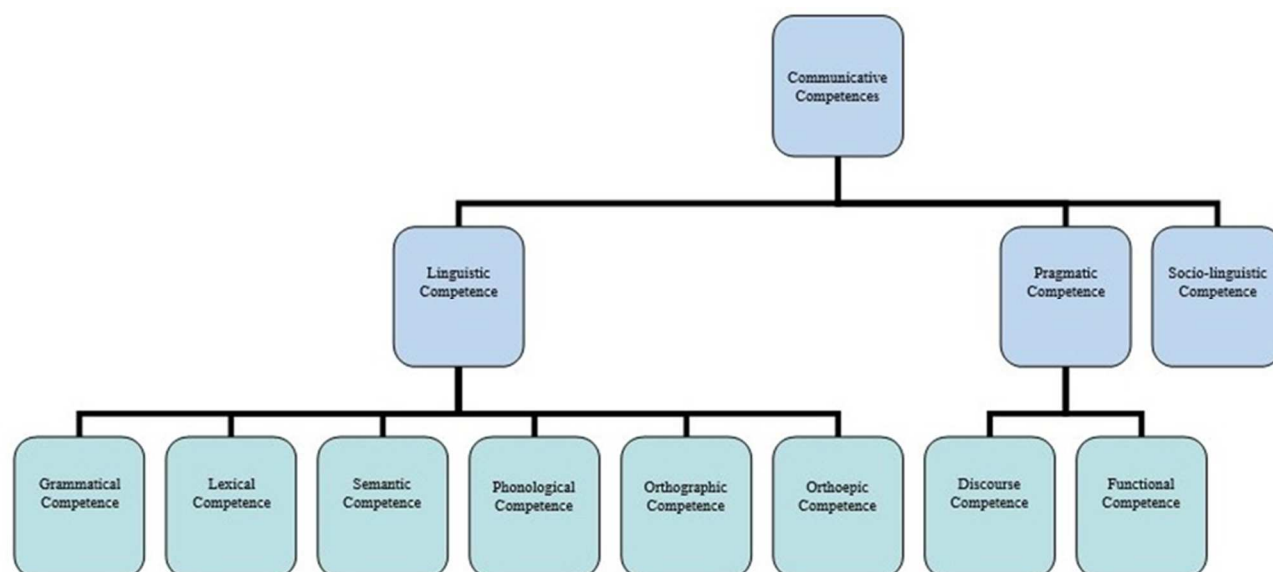 Communicative
Competences
Linguistic
Competence
Pragmatic
Competence
Socio-linguistic
Competence
Grammatical
Competence
Lexical
Competence
Semantic
Competence
Phonological
Competence
Orthographic
Competence
Orthoepic
Competence
Discourse
Competence
Functional
Competence